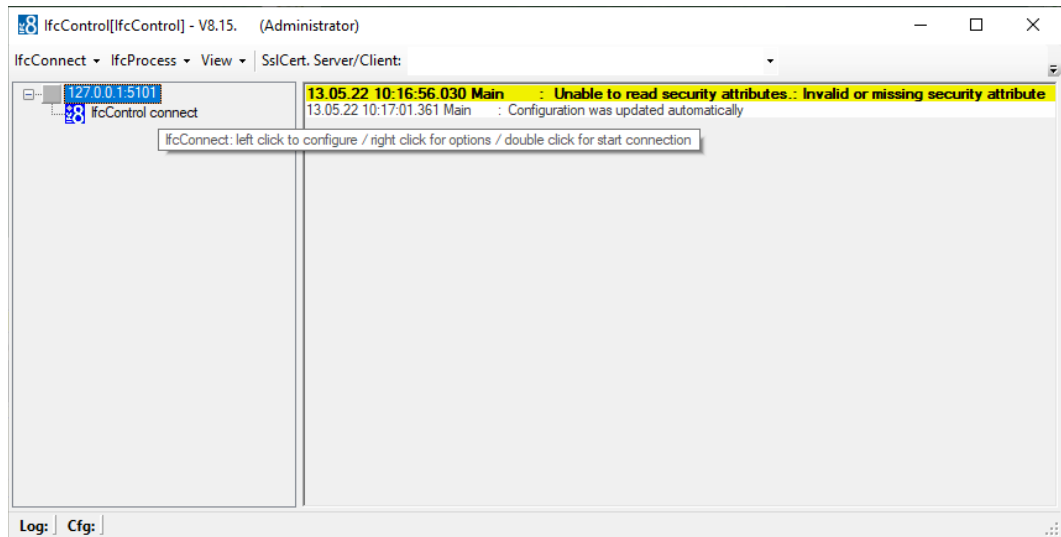 IfcControl[IfcControl] - V8.15. (Administrator)
IfcConnect IfcProcess View SslCert. Server/Client:
127.0.0.1:5101
IfcControl connect
13.05.22 10:16:56.030 Main : Unable to read security attributes.: Invalid or missing security attribute
13.05.22 10:17:01.361 Main : Configuration was updated automatically
IfcConnect: left click to configure / right click for options / double click for start connection
Log: Cfg: